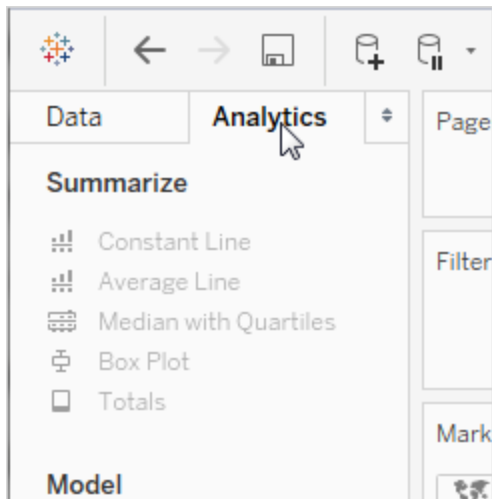 Data
Analytics
Page
Summarize
Constant Line
Average Line
Median with Quartiles
Box Plot
Totals
Filter
Model
Mark